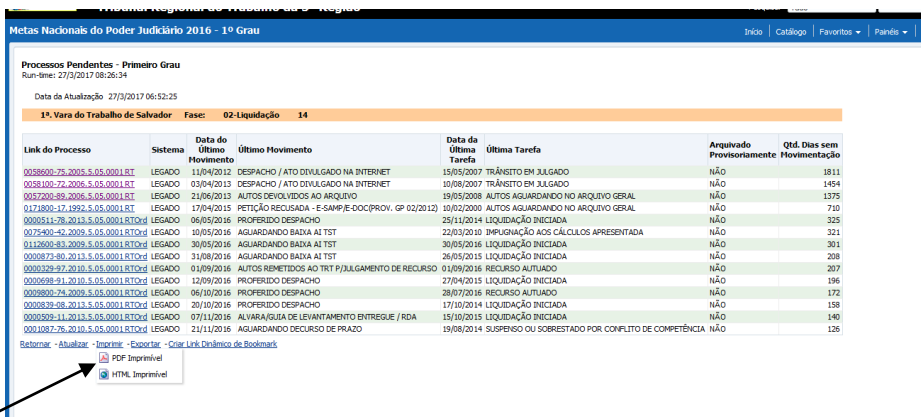 Tribunal Regional do Trabalho da 5ª Região
Metas Nacionais do Poder Judiciário 2016 - 1º Grau
Início Catálogo Favoritos Painéis
Processos Pendentes - Primeiro Grau
Run-time: 27/3/2017 08:26:34
Data da Atualização 27/3/2017 06:52:25
1ª. Vara do Trabalho de Salvador Fase: 02-Liquidação 14
Link do Processo Sistema Data do Último Movimento Último Movimento Data da Última Tarefa Última Tarefa Arquivado Provisoriamente Qtd. Dias sem Movimentação
0058600-75.2005.5.05.0001 RT LEGADO 11/04/2012 DESPACHO / ATO DIVULGADO NA INTERNET 15/05/2007 TRÂNSITO EM JULGADO NÃO 1811
0058100-72.2006.5.05.0001 RT LEGADO 03/04/2013 DESPACHO / ATO DIVULGADO NA INTERNET 10/08/2007 TRÂNSITO EM JULGADO NÃO 1454
0057200-89.2006.5.05.0001 RT LEGADO 21/06/2013 AUTOS DEVOLVIDOS AO ARQUIVO 19/05/2008 AUTOS AGUARDANDO NO ARQUIVO GERAL NÃO 1375
0171800-17.1992.5.05.0001 RT LEGADO 17/04/2015 PETIÇÃO RECUSADA - E-SAMP/E-DOC(PROV. GP 02/2012) 10/02/2000 AUTOS AGUARDANDO NO ARQUIVO GERAL NÃO 710
0000511-78.2013.5.05.0001 RTOrd LEGADO 06/05/2016 PROFERIDO DESPACHO 25/11/2014 LIQUIDAÇÃO INICIADA NÃO 325
0075400-42.2009.5.05.0001 RTOrd LEGADO 10/05/2016 AGUARDANDO BAIXA AI TST 22/03/2010 IMPUGNAÇÃO AOS CÁLCULOS APRESENTADA NÃO 321
0112600-83.2009.5.05.0001 RTOrd LEGADO 30/05/2016 AGUARDANDO BAIXA AI TST 30/05/2016 LIQUIDAÇÃO INICIADA NÃO 301
0000873-80.2013.5.05.0001 RTOrd LEGADO 31/08/2016 AGUARDANDO BAIXA AI TST 26/05/2015 LIQUIDAÇÃO INICIADA NÃO 208
0000329-97.2010.5.05.0001 RTOrd LEGADO 01/09/2016 AUTOS REMETIDOS AO TRT P/JULGAMENTO DE RECURSO 01/09/2016 RECURSO AUTUADO NÃO 207
0000698-91.2010.5.05.0001 RTOrd LEGADO 12/09/2016 PROFERIDO DESPACHO 27/04/2015 LIQUIDAÇÃO INICIADA NÃO 196
0009800-74.2009.5.05.0001 RTOrd LEGADO 06/10/2016 PROFERIDO DESPACHO 28/07/2016 RECURSO AUTUADO NÃO 172
0000839-08.2013.5.05.0001 RTOrd LEGADO 20/10/2016 PROFERIDO DESPACHO 17/10/2014 LIQUIDAÇÃO INICIADA NÃO 158
0000509-11.2013.5.05.0001 RTOrd LEGADO 07/11/2016 ALVARA/GUIA DE LEVANTAMENTO ENTREGUE / RDA 15/10/2015 LIQUIDAÇÃO INICIADA NÃO 140
0001087-76.2010.5.05.0001 RTOrd LEGADO 21/11/2016 AGUARDANDO DECURSO DE PRAZO 19/08/2014 SUSPENSO OU SOBRESTADO POR CONFLITO DE COMPETÊNCIA NÃO 126
Retornar - Atualizar - Imprimir - Exportar - Criar Link Dinâmico de Bookmark
PDF Imprimível
HTML Imprimível